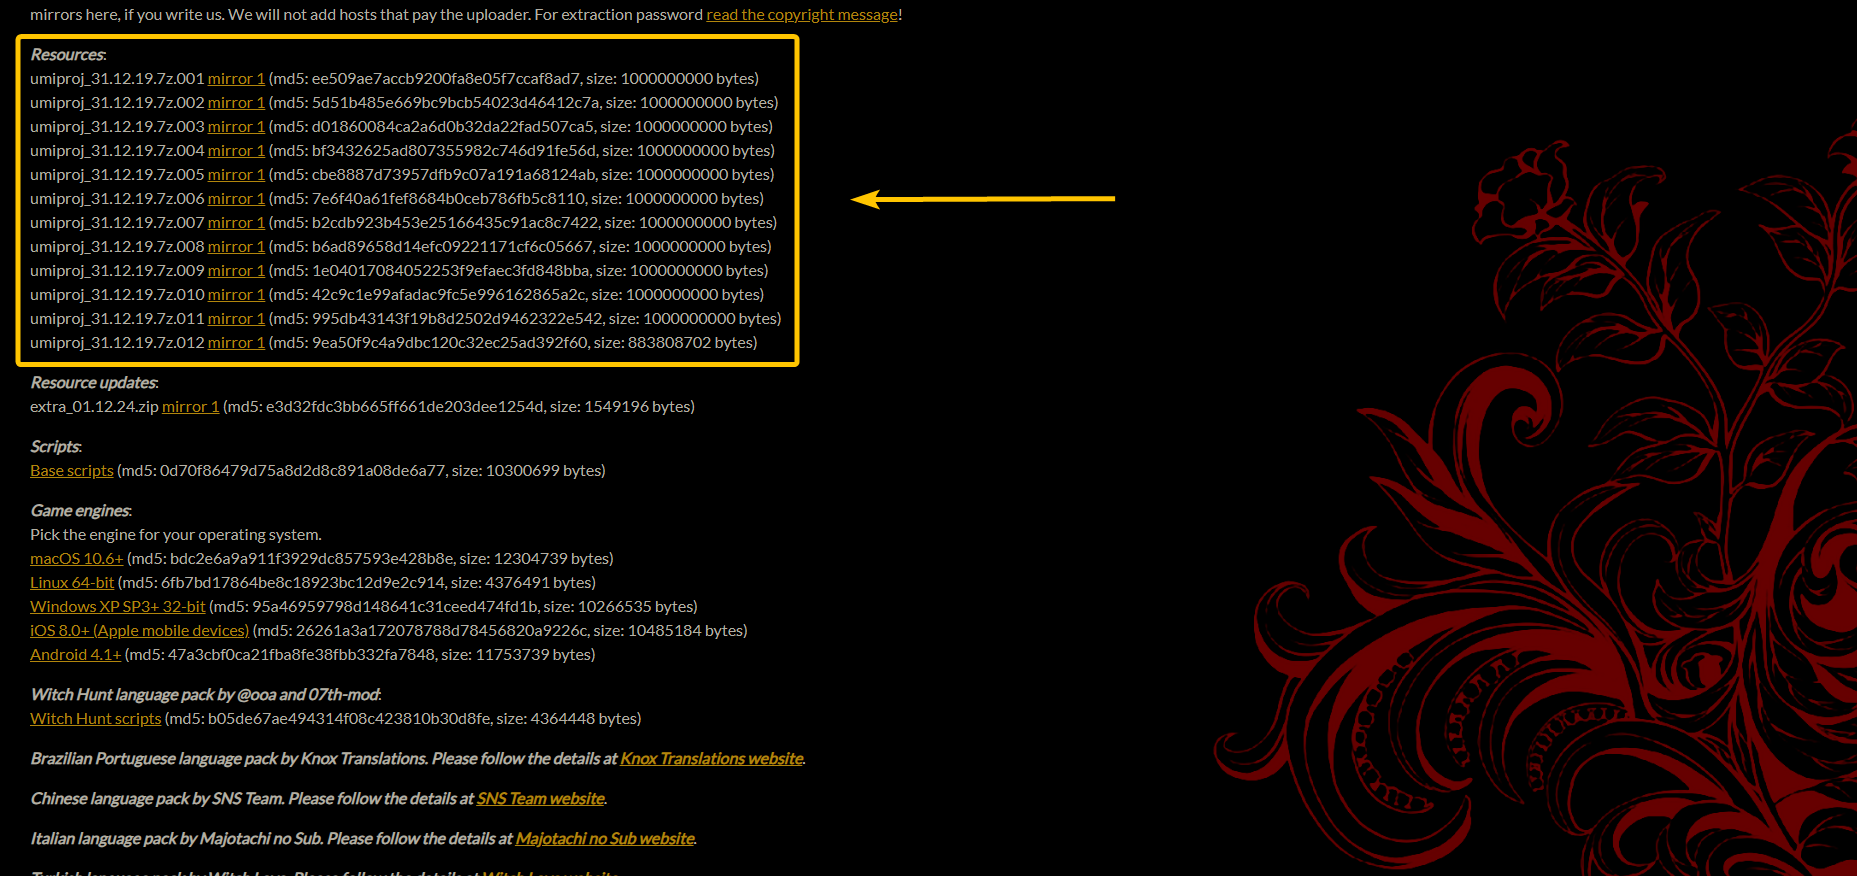 mirrors here, if you write us. We will not add hosts that pay the uploader. For extraction password read the copyright message!
Resources:
umiproj_31.12.19.7z.001 mirror 1 (md5: ee509ae7accb9200fa8e05f7ccaf8ad7, size: 1000000000 bytes)
umiproj_31.12.19.7z.002 mirror 1 (md5: 5d51b485e669bc9bcb54023d46412c7a, size: 1000000000 bytes)
umiproj_31.12.19.7z.003 mirror 1 (md5: d01860084ca2a6d0b32da22fad507ca5, size: 1000000000 bytes)
umiproj_31.12.19.7z.004 mirror 1 (md5: bf3432625ad807355982c746d91fe56d, size: 1000000000 bytes)
umiproj_31.12.19.7z.005 mirror 1 (md5: cbe8887d73957dfb9c07a191a68124ab, size: 1000000000 bytes)
umiproj_31.12.19.7z.006 mirror 1 (md5: 7e6f40a61fef8684b0ceb786fb5c8110, size: 1000000000 bytes)
umiproj_31.12.19.7z.007 mirror 1 (md5: b2cdb923b453e25166435c91ac8c7422, size: 1000000000 bytes)
umiproj_31.12.19.7z.008 mirror 1 (md5: b6ad89658d14efc09221171cf6c05667, size: 1000000000 bytes)
umiproj_31.12.19.7z.009 mirror 1 (md5: 1e04017084052253f9efaec3fd848bba, size: 1000000000 bytes)
umiproj_31.12.19.7z.010 mirror 1 (md5: 42c9c1e99afadac9fc5e996162865a2c, size: 1000000000 bytes)
umiproj_31.12.19.7z.011 mirror 1 (md5: 995db43143f19b8d2502d9462322e542, size: 1000000000 bytes)
umiproj_31.12.19.7z.012 mirror 1 (md5: 9ea50f9c4a9dbc120c32ec25ad392f60, size: 883808702 bytes)
Resource updates:
extra_01.12.24.zip mirror 1 (md5: e3d32fdc3bb665ff661de203dee1254d, size: 1549196 bytes)
Scripts:
Base scripts (md5: 0d70f86479d75a8d2d8c891a08de6a77, size: 10300699 bytes)
Game engines:
Pick the engine for your operating system.
macOS 10.6+ (md5: bdc2e6a9a911f3929dc857593e428b8e, size: 12304739 bytes)
Linux 64-bit (md5: 6fb7bd17864be8c18923bc12d9e2c914, size: 4376491 bytes)
Windows XP SP3+ 32-bit (md5: 95a46959798d148641c31ceed474fd1b, size: 10266535 bytes)
iOS 8.0+ (Apple mobile devices) (md5: 26261a3a172078788d78456820a9226c, size: 10485184 bytes)
Android 4.1+ (md5: 47a3cbf0ca21fba8fe38fbb332fa7848, size: 11753739 bytes)
Witch Hunt language pack by @ooa and 07th-mod:
Witch Hunt scripts (md5: b05de67ae494314f08c423810b30d8fe, size: 4364448 bytes)
Brazilian Portuguese language pack by Knox Translations. Please follow the details at Knox Translations website.
Chinese language pack by SNS Team. Please follow the details at SNS Team website.
Italian language pack by Majotachi no Sub. Please follow the details at Majotachi no Sub website.